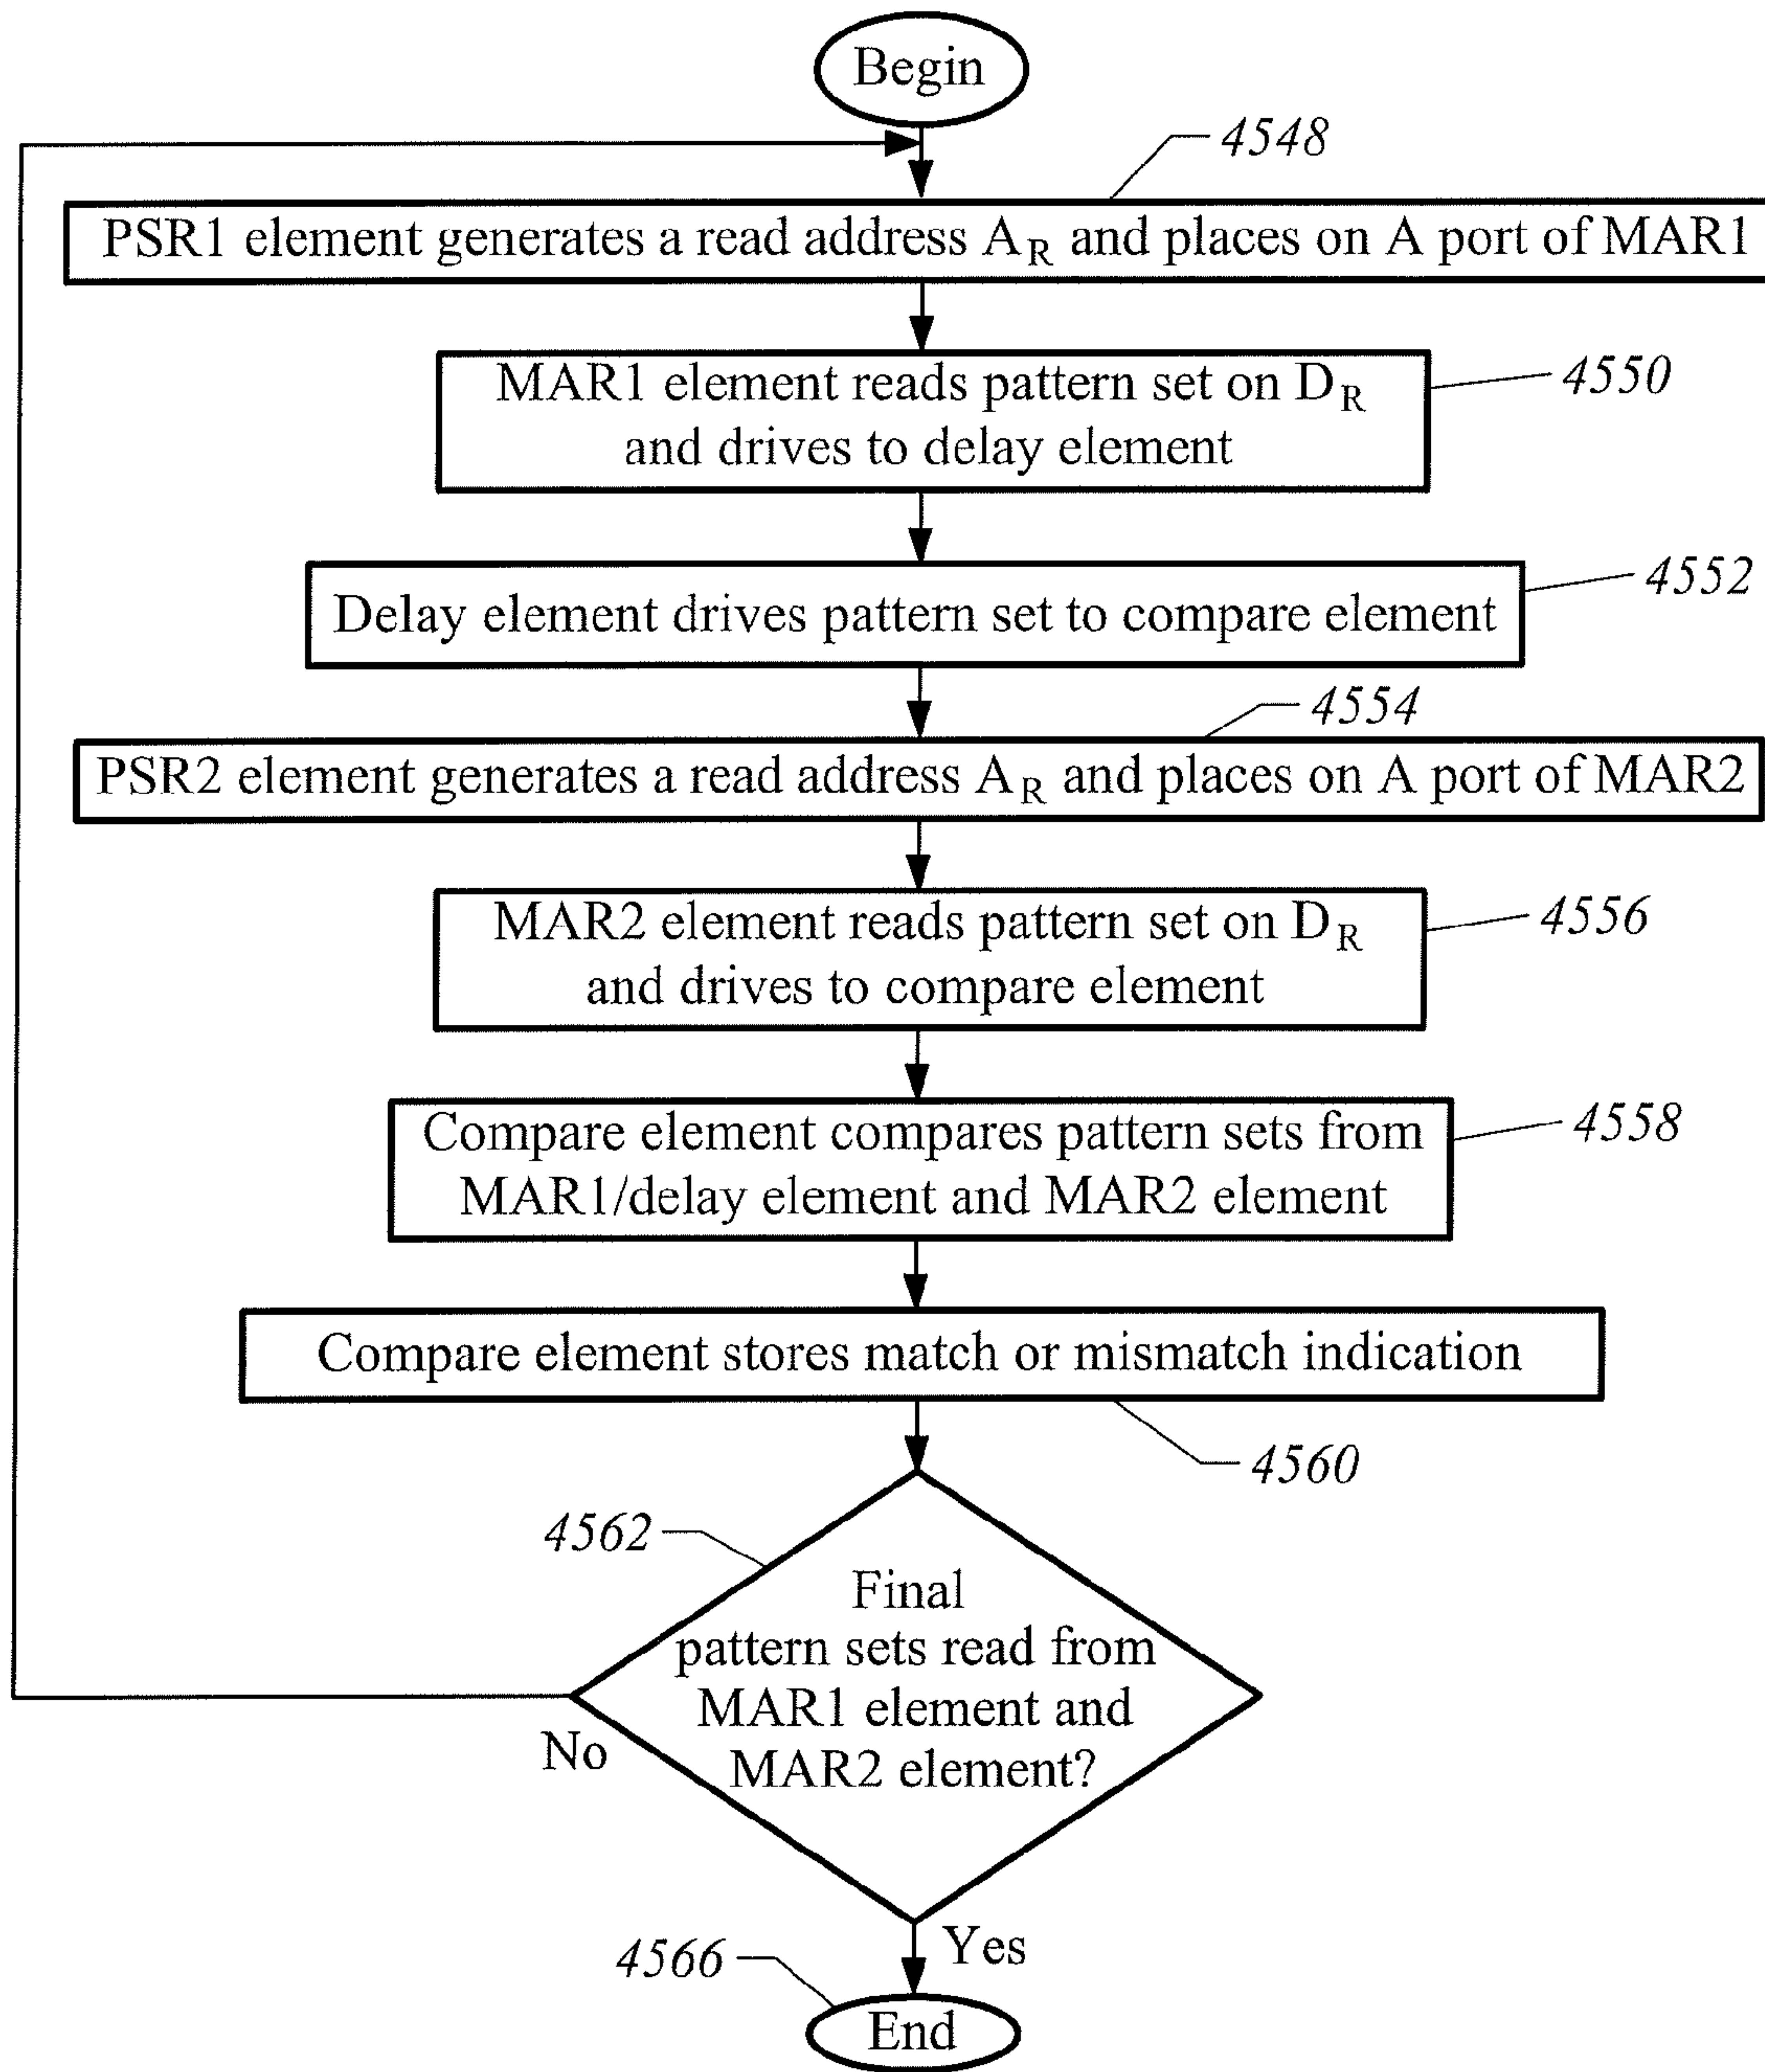 Begin
4548
PSR1 element generates a read address A_R and places on A port of MAR1
MAR1 element reads pattern set on D_R
and drives to delay element
4550
4552
Delay element drives pattern set to compare element
4554
PSR2 element generates a read address A_R and places on A port of MAR2
MAR2 element reads pattern set on D_R
and drives to compare element
4556
Compare element compares pattern sets from
MAR1/delay element and MAR2 element
4558
Compare element stores match or mismatch indication
4560
4562
Final
pattern sets read from
MAR1 element and
MAR2 element?
No
Yes
4566
End